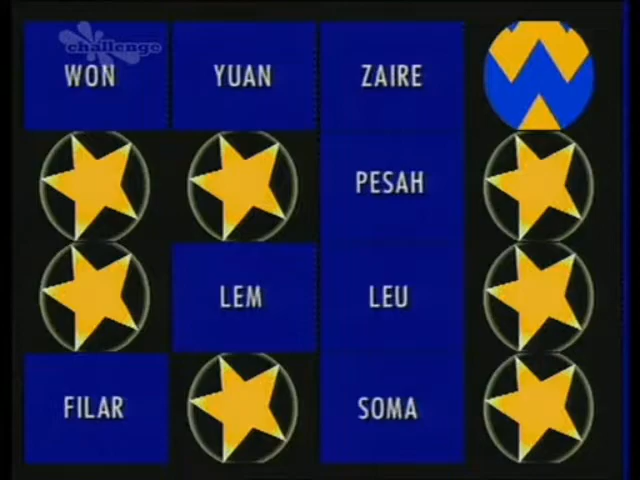 challenge
WON YUAN ZAIRE
PESAH
LEM LEU
FILAR SOMA